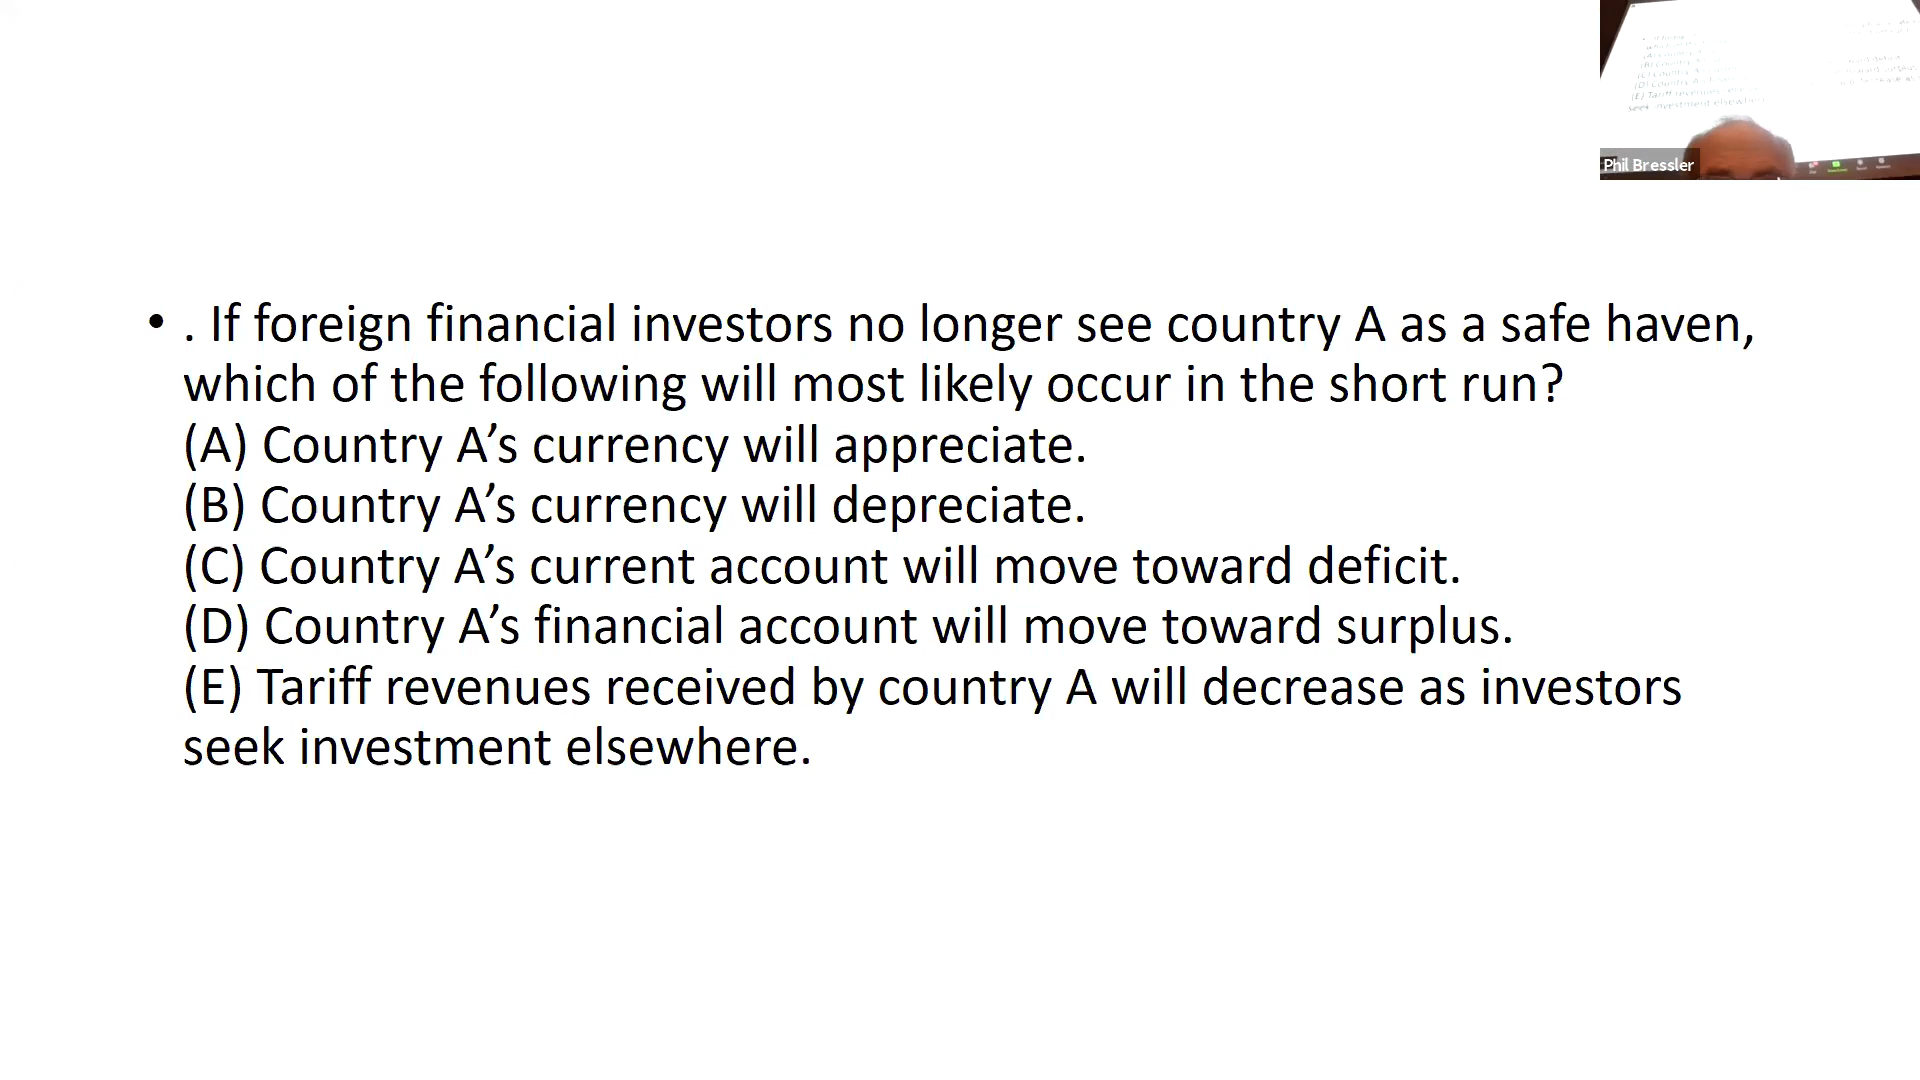 • . If foreign financial investors no longer see country A as a safe haven,
which of the following will most likely occur in the short run?
(A) Country A’s currency will appreciate.
(B) Country A’s currency will depreciate.
(C) Country A’s current account will move toward deficit.
(D) Country A’s financial account will move toward surplus.
(E) Tariff revenues received by country A will decrease as investors
seek investment elsewhere.
Phil Bressler